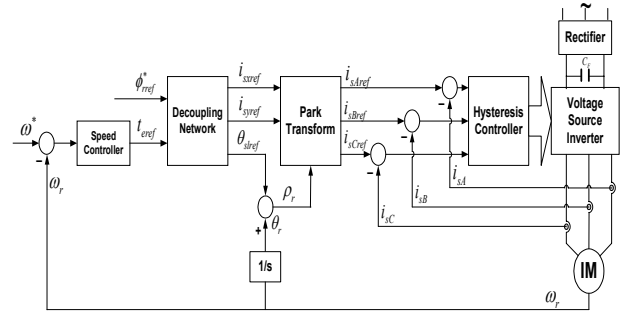 ~
Rectifier
C_f
ϕ*_rref
i_sxref
i_syref
θ_slref
i_sAref
i_sBref
i_sCref
ω*
-
Speed
Controller
t_eref
Decoupling
Network
Park
Transform
-
-
-
Hysteresis
Controller
Voltage
Source
Inverter
ω_r
ρ_r
+
θ_r
i_sA
i_sB
i_sC
1/s
IM
ω_r